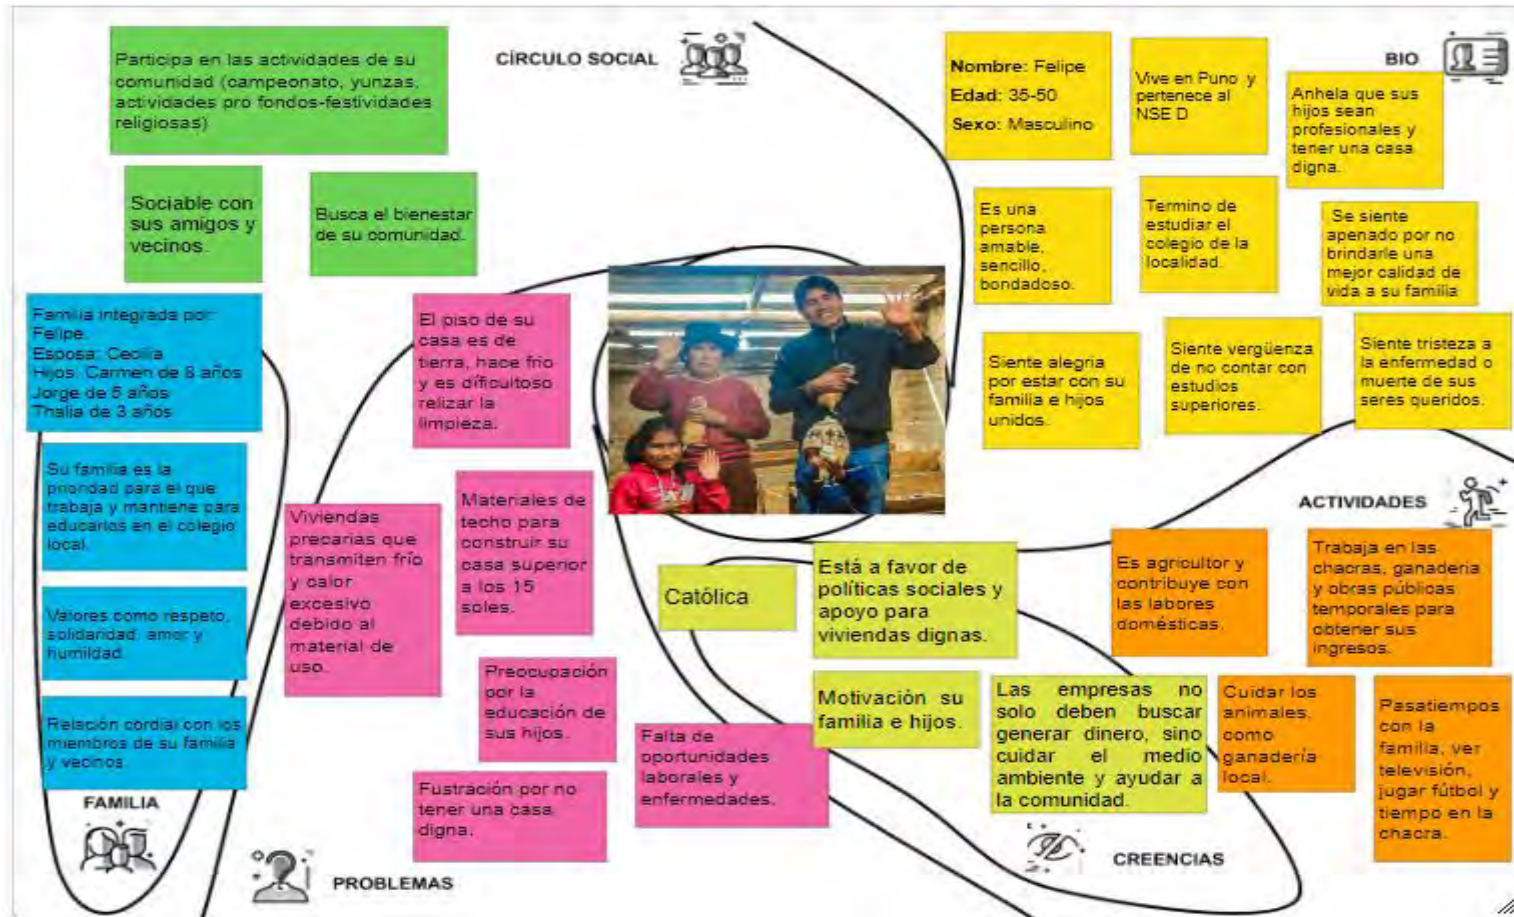 CÍRCULO SOCIAL
Participa en las actividades de su
comunidad (campeonato, yunzas,
actividades pro fondos-festividades
religiosas)
Sociable con
sus amigos y
vecinos.
Busca el bienestar
de su comunidad.
BIO
Nombre: Felipe
Edad: 35-50
Sexo: Masculino
Vive en Puno y
pertenece al
NSE D
Anhela que sus
hijos sean
profesionales y
tener una casa
digna.
Es una
persona
amable,
sencillo,
bondadoso.
Termino de
estudiar el
colegio de la
localidad.
Se siente
apenado por no
brindarle una
mejor calidad de
vida a su familia
Siente alegria
por estar con su
familia e hijos
unidos.
Siente vergüenza
de no contar con
estudios
superiores.
Siente tristeza a
la enfermedad o
muerte de sus
seres queridos.
Familia integrada por:
Felipe.
Esposa: Cecilia
Hijos: Carmen de 8 años
Jorge de 5 años
Thalia de 3 años
Su familia es la
prioridad para el que
trabaja y mantiene para
educarlos en el colegio
local.
Valores como respeto,
solidaridad, amor y
humildad.
Relación cordial con los
miembros de su familia
y vecinos.
FAMILIA
El piso de su
casa es de
tierra, hace frio
y es dificultoso
relizar la
limpieza.
Viviendas
precarias que
transmiten frío
y calor
excesivo
debido al
material de
uso.
Materiales de
techo para
construir su
casa superior
a los 15
soles.
Preocupación
por la
educación de
sus hijos.
Fustración por no
tener una casa
digna.
Falta de
oportunidades
laborales y
enfermedades.
PROBLEMAS
Católica
Está a favor de
políticas sociales y
apoyo para
viviendas dignas.
Motivación su
familia e hijos.
Las empresas no
solo deben buscar
generar dinero, sino
cuidar el medio
ambiente y ayudar a
la comunidad.
CREENCIAS
ACTIVIDADES
Es agricultor y
contribuye con
las labores
domésticas.
Trabaja en las
chacras, ganaderia
y obras públicas
temporales para
obtener sus
ingresos.
Cuidar los
animales.
como
ganadería
local.
Pasatiempos
con la
familia, ver
televisión,
jugar fútbol y
tiempo en la
chacra.